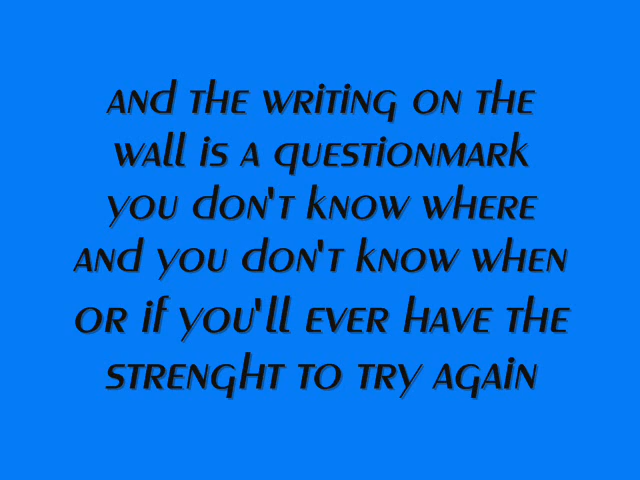 and the writing on the
wall is a questionmark
you don't know where
and you don't know when
or if you'll ever have the
strenght to try again